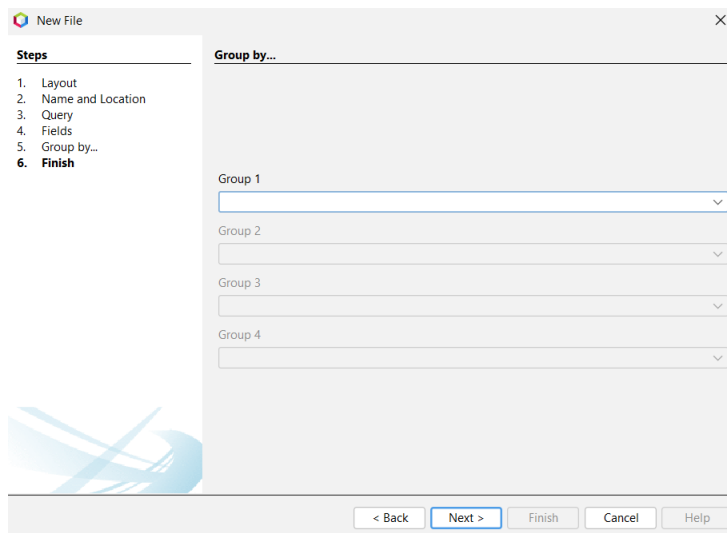 New File
Steps
1. Layout
2. Name and Location
3. Query
4. Fields
5. Group by...
6. Finish
Group by...
Group 1
Group 2
Group 3
Group 4
< Back
Next >
Finish
Cancel
Help